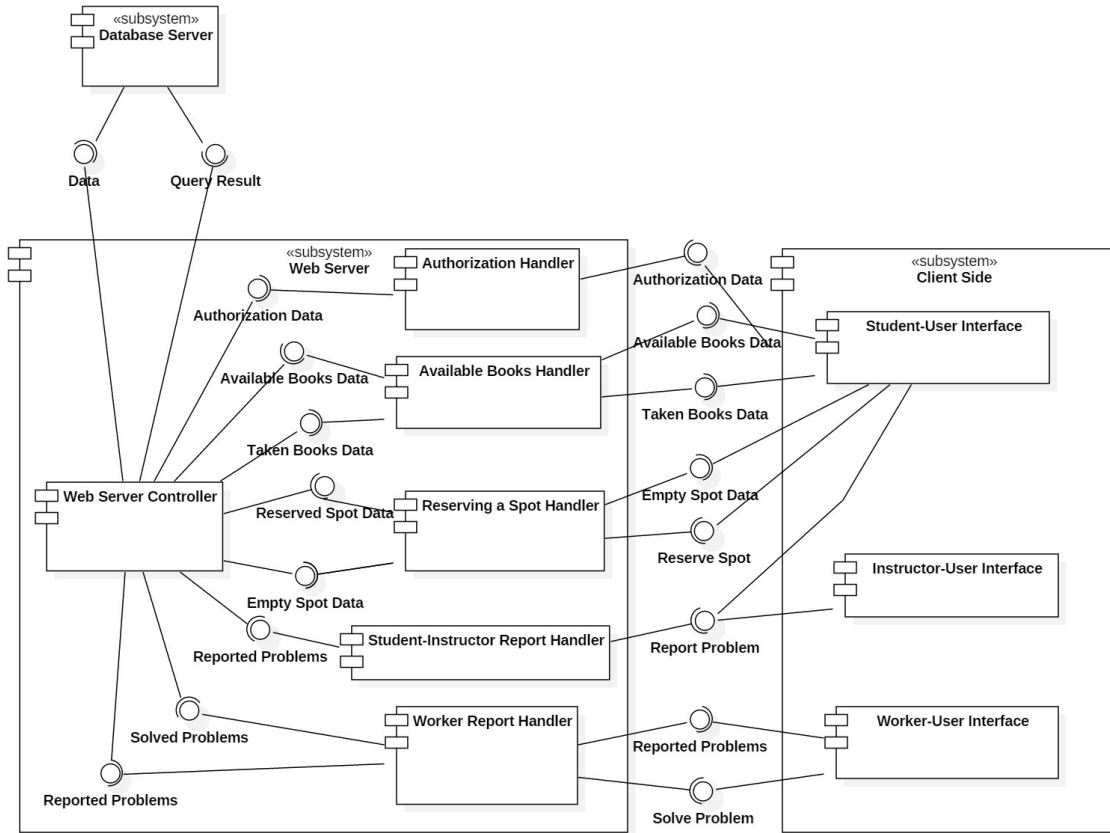 «subsystem»
Database Server
Data
Query Result
«subsystem»
Web Server
Authorization Handler
Authorization Data
Available Books Data
Available Books Handler
Taken Books Data
Web Server Controller
Reserved Spot Data
Reserving a Spot Handler
Empty Spot Data
Student-Instructor Report Handler
Reported Problems
Worker Report Handler
Solved Problems
Reported Problems
Authorization Data
Available Books Data
Taken Books Data
Empty Spot Data
Reserve Spot
Report Problem
Reported Problems
Solve Problem
«subsystem»
Client Side
Student-User Interface
Instructor-User Interface
Worker-User Interface